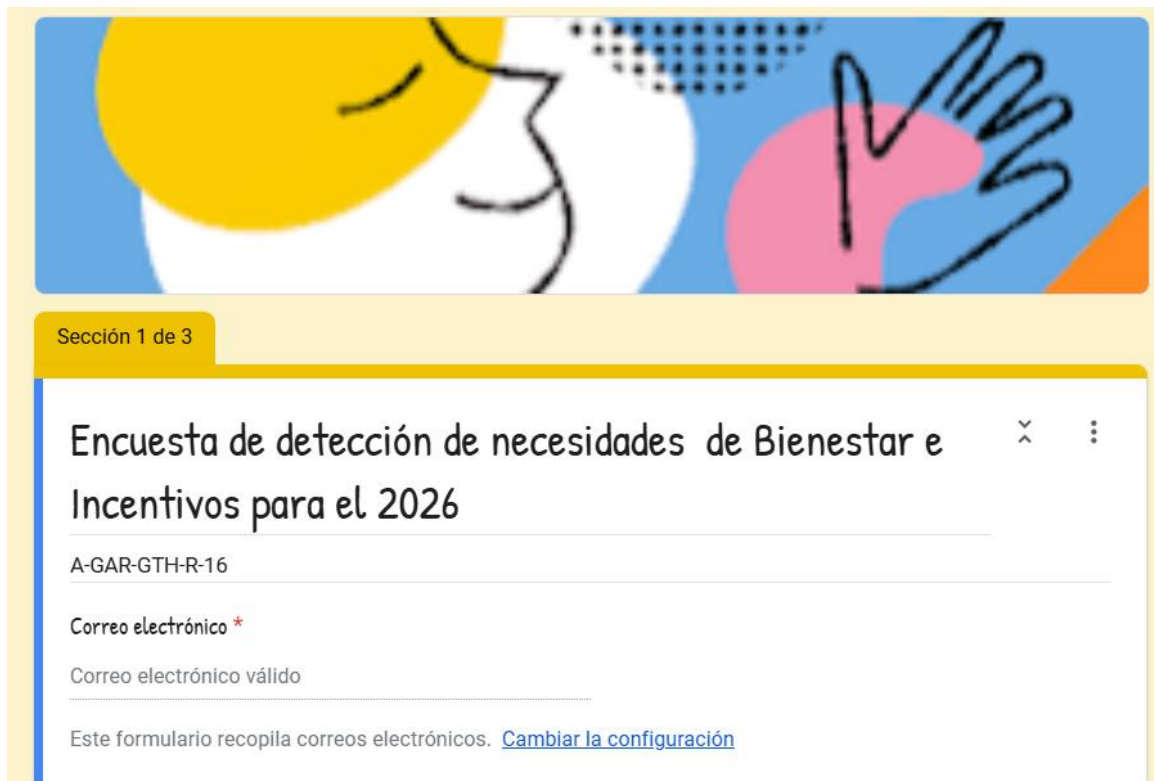 Sección 1 de 3
Encuesta de detección de necesidades  de Bienestar e
Incentivos para el 2026
A-GAR-GTH-R-16
Correo electrónico *
Correo electrónico válido
Este formulario recopila correos electrónicos. Cambiar la configuración